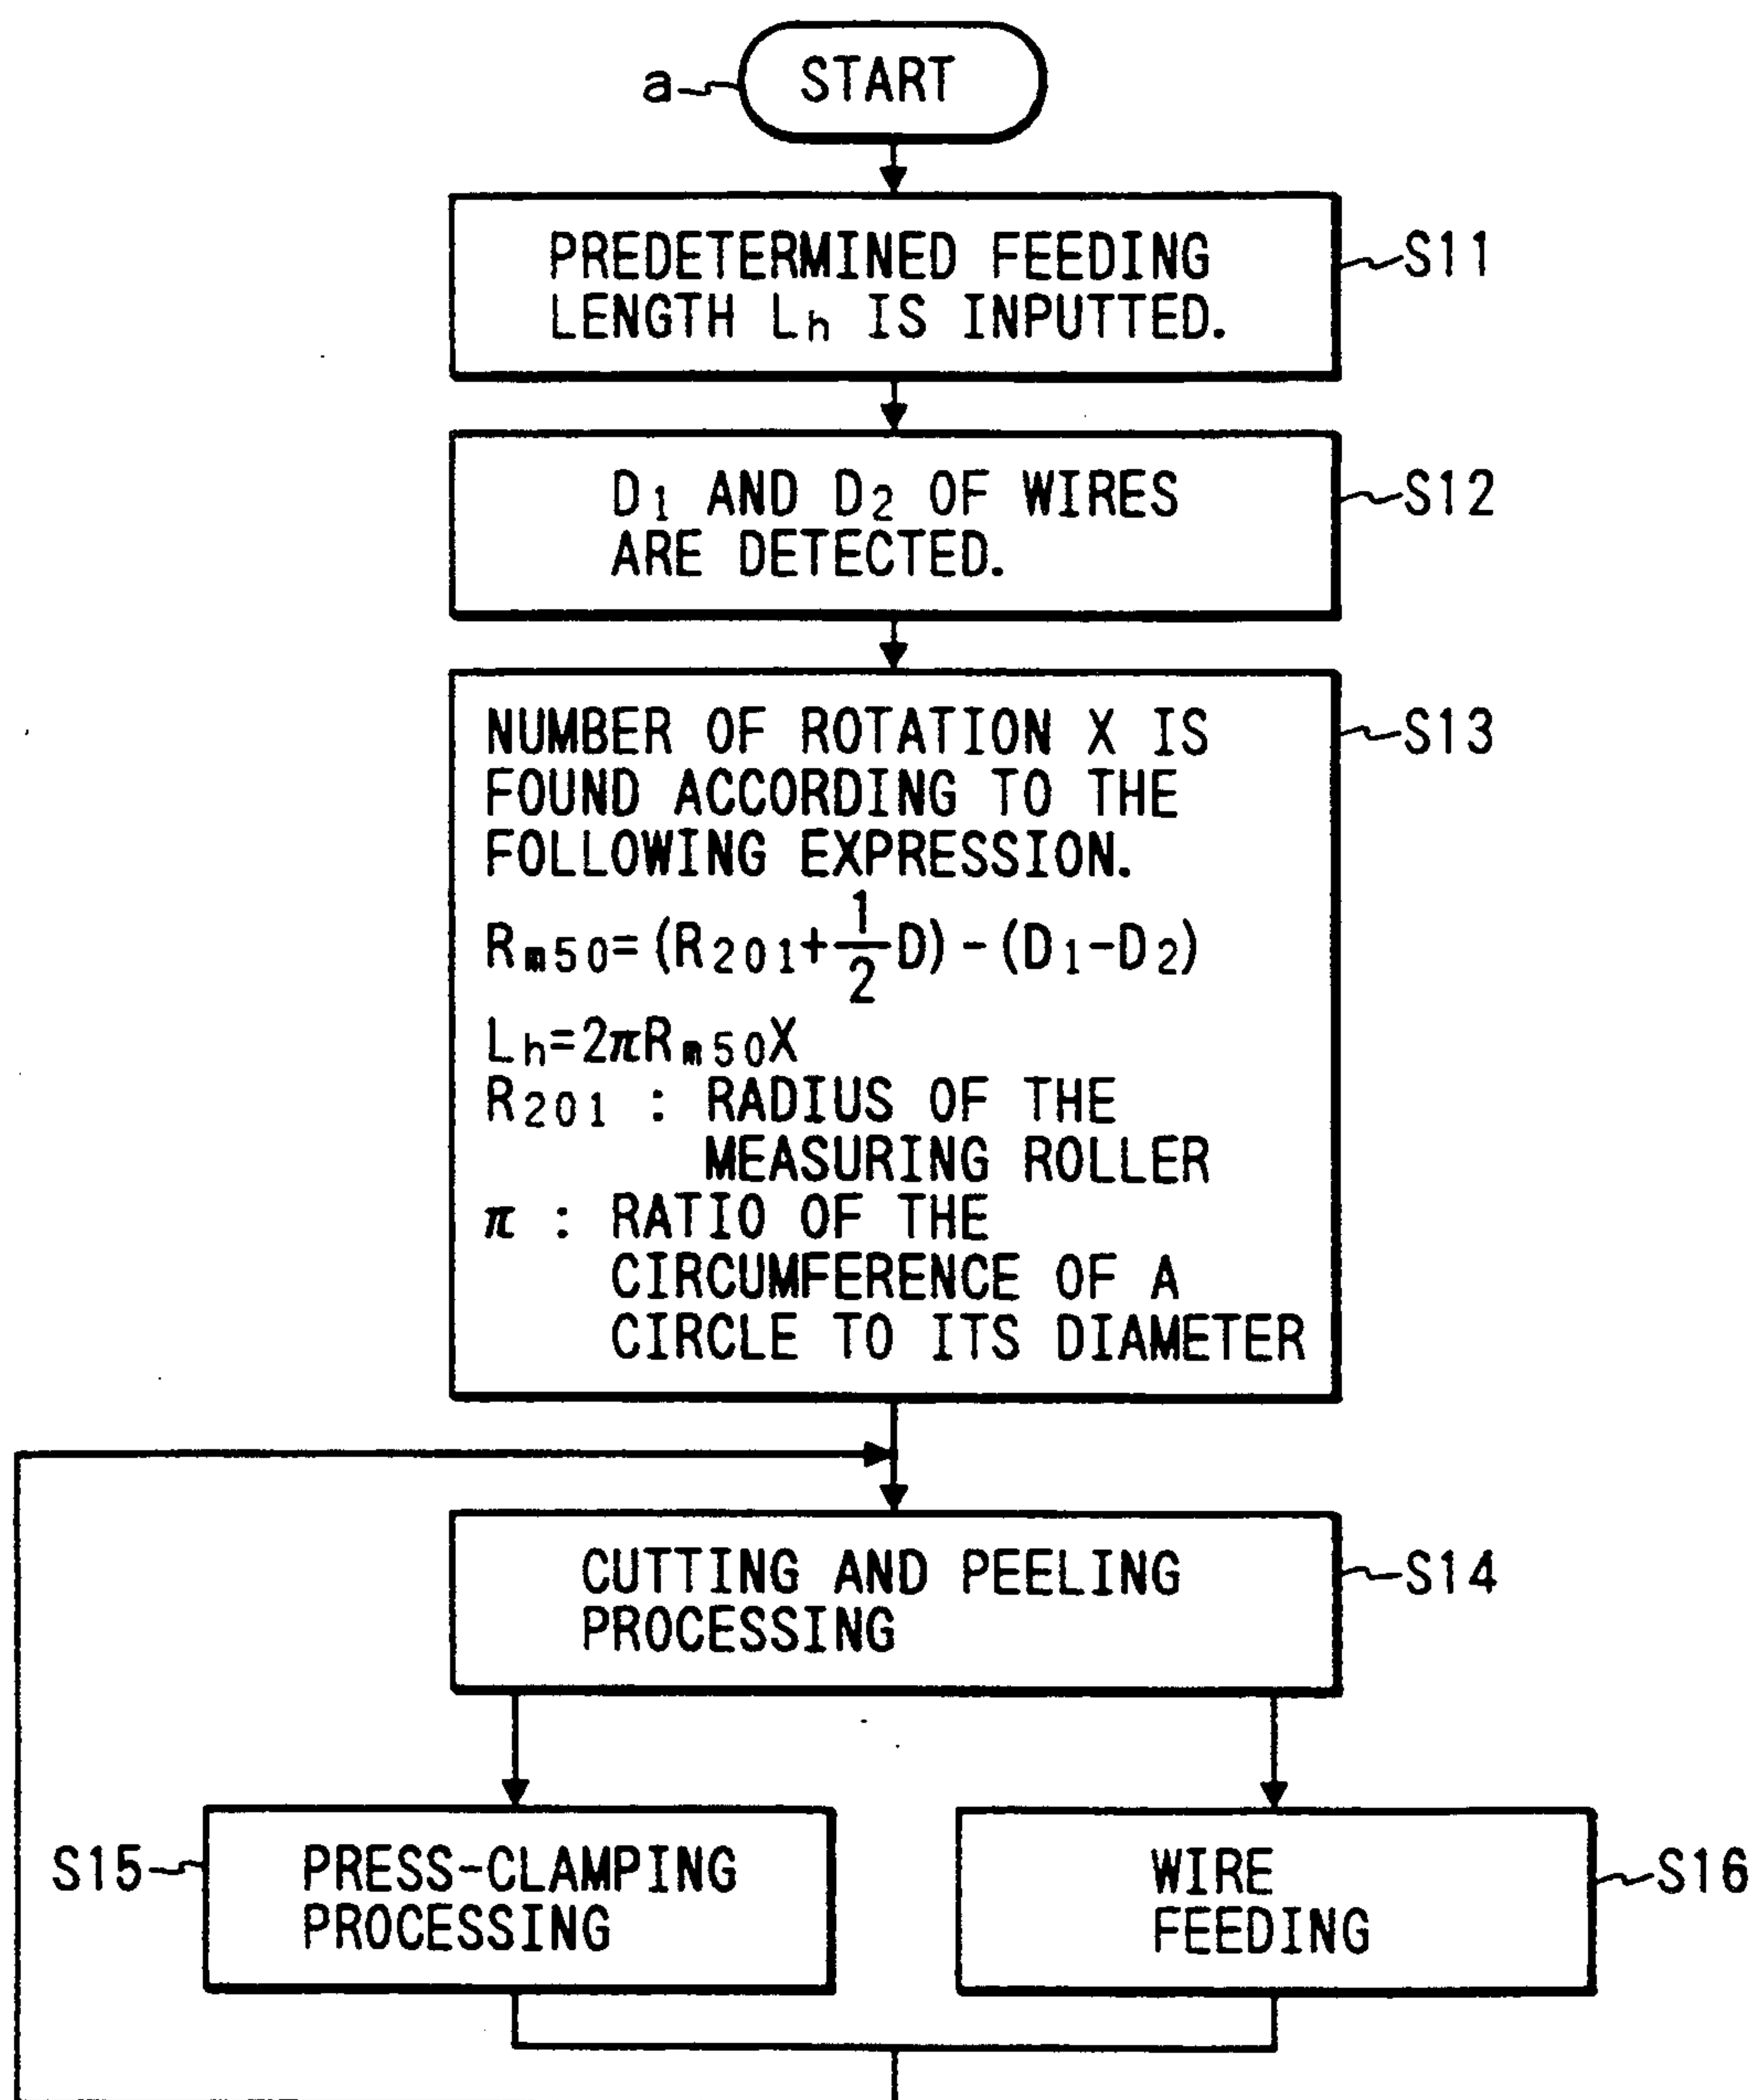 a
START
PREDETERMINED FEEDING
LENGTH Lh IS INPUTTED.
S11
D1 AND D2 OF WIRES
ARE DETECTED.
S12
NUMBER OF ROTATION X IS
FOUND ACCORDING TO THE
FOLLOWING EXPRESSION.
S13
Rm50=(R201+1/2D)-(D1-D2)
Lh=2πRm50X
R201 : RADIUS OF THE
MEASURING ROLLER
π : RATIO OF THE
CIRCUMFERENCE OF A
CIRCLE TO ITS DIAMETER
CUTTING AND PEELING
PROCESSING
S14
S15
PRESS-CLAMPING
PROCESSING
WIRE
FEEDING
S16